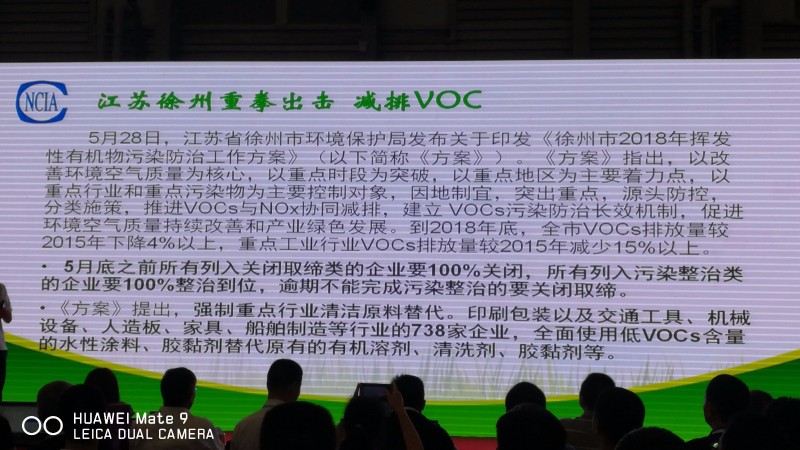 NCIA
江苏徐州重拳出击 减排VOC
5月28日，江苏省徐州市环境保护局发布关于印发《徐州市2018年挥发
性有机物污染防治工作方案》（以下简称《方案》）。《方案》指出，以改
善环境空气质量为核心，以重点时段为突破，以重点地区为主要着力点，以
重点行业和重点污染物为主要控制对象，因地制宜，突出重点，源头防控，
分类施策，推进VOCs与NOx协同减排，建立 VOCs污染防治长效机制，促进
环境空气质量持续改善和产业绿色发展。到2018年底，全市VOCs排放量较
2015年下降4%以上，重点工业行业VOCs排放量较2015年减少15%以上。
• 5月底之前所有列入关闭取缔类的企业要100%关闭，所有列入污染整治类
的企业要100%整治到位，逾期不能完成污染整治的要关闭取缔。
• 《方案》提出，强制重点行业清洁原料替代。印刷包装以及交通工具、机械
设备、人造板、家具、船舶制造等行业的738家企业，全面使用低VOCs含量
的水性涂料、胶黏剂替代原有的有机溶剂、清洗剂、胶黏剂等。
HUAWEI Mate 9
LEICA DUAL CAMERA